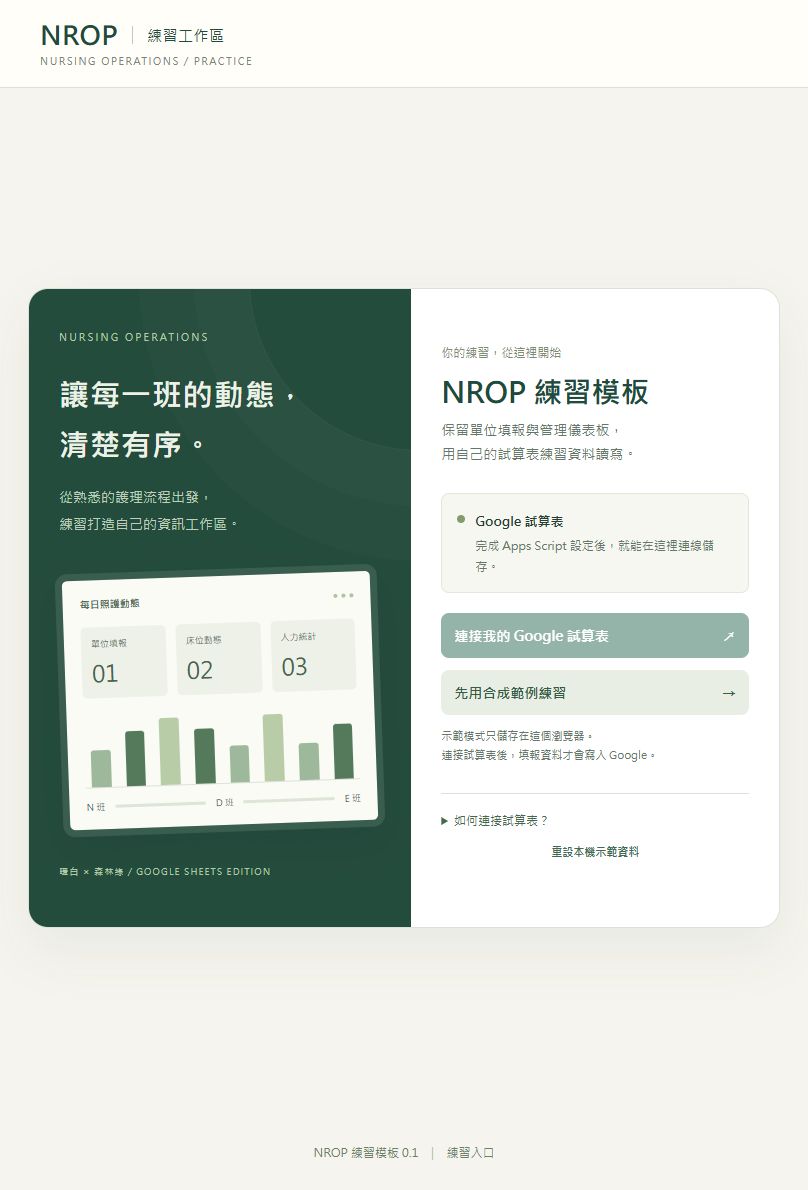 NROP
練習工作區
NURSING OPERATIONS / PRACTICE
NURSING OPERATIONS
讓每一班的動態，
清楚有序。
從熟悉的護理流程出發，
練習打造自己的資訊工作區。
每日照護動態
單位填報
01
床位動態
02
人力統計
03
N 班
D 班
E 班
暖白 × 森林綠 / GOOGLE SHEETS EDITION
你的練習，從這裡開始
NROP 練習模板
保留單位填報與管理儀表板，
用自己的試算表練習資料讀寫。
Google 試算表
完成 Apps Script 設定後，就能在這裡連線儲
存。
連接我的 Google 試算表 ↗
先用合成範例練習 →
示範模式只儲存在這個瀏覽器。
連接試算表後，填報資料才會寫入 Google。
▶ 如何連接試算表？
重設本機示範資料
NROP 練習模板 0.1 | 練習入口